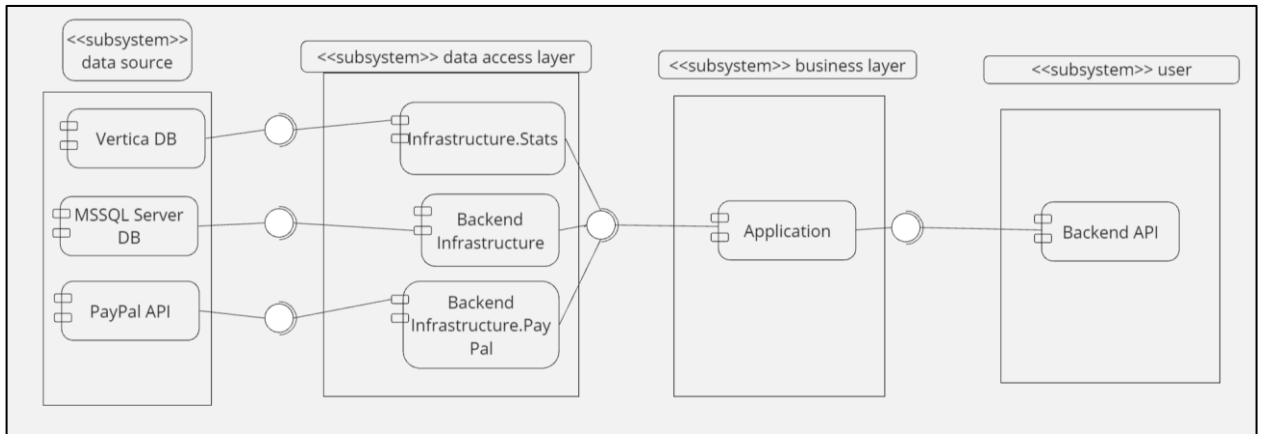 <<subsystem>>
data source
<<subsystem>> data access layer
<<subsystem>> business layer
<<subsystem>> user
Vertica DB
Infrastructure.Stats
MSSQL Server
DB
Backend
Infrastructure
Application
Backend API
PayPal API
Backend
Infrastructure.Pay
Pal